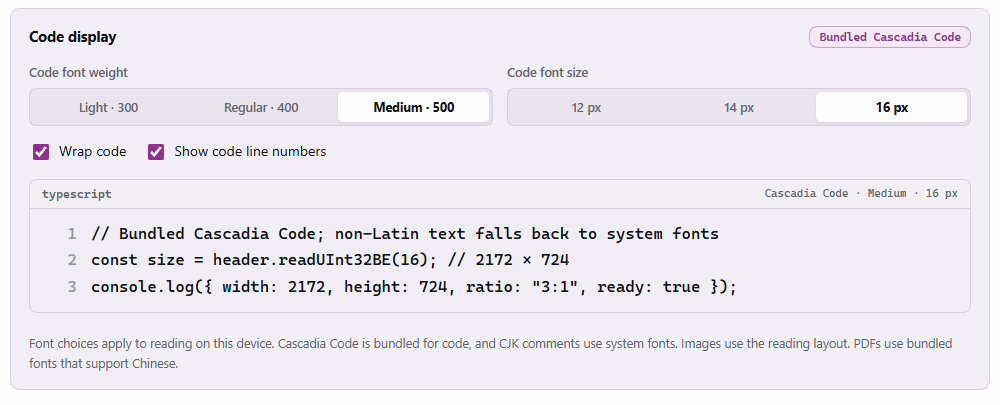 Code display
Bundled Cascadia Code
Code font weight
Code font size
Light · 300
Regular · 400
Medium · 500
12 px
14 px
16 px
Wrap code
Show code line numbers
typescript
Cascadia Code · Medium · 16 px
1 // Bundled Cascadia Code; non-Latin text falls back to system fonts
2 const size = header.readUInt32BE(16); // 2172 × 724
3 console.log({ width: 2172, height: 724, ratio: "3:1", ready: true });
Font choices apply to reading on this device. Cascadia Code is bundled for code, and CJK comments use system fonts. Images use the reading layout. PDFs use bundled
fonts that support Chinese.